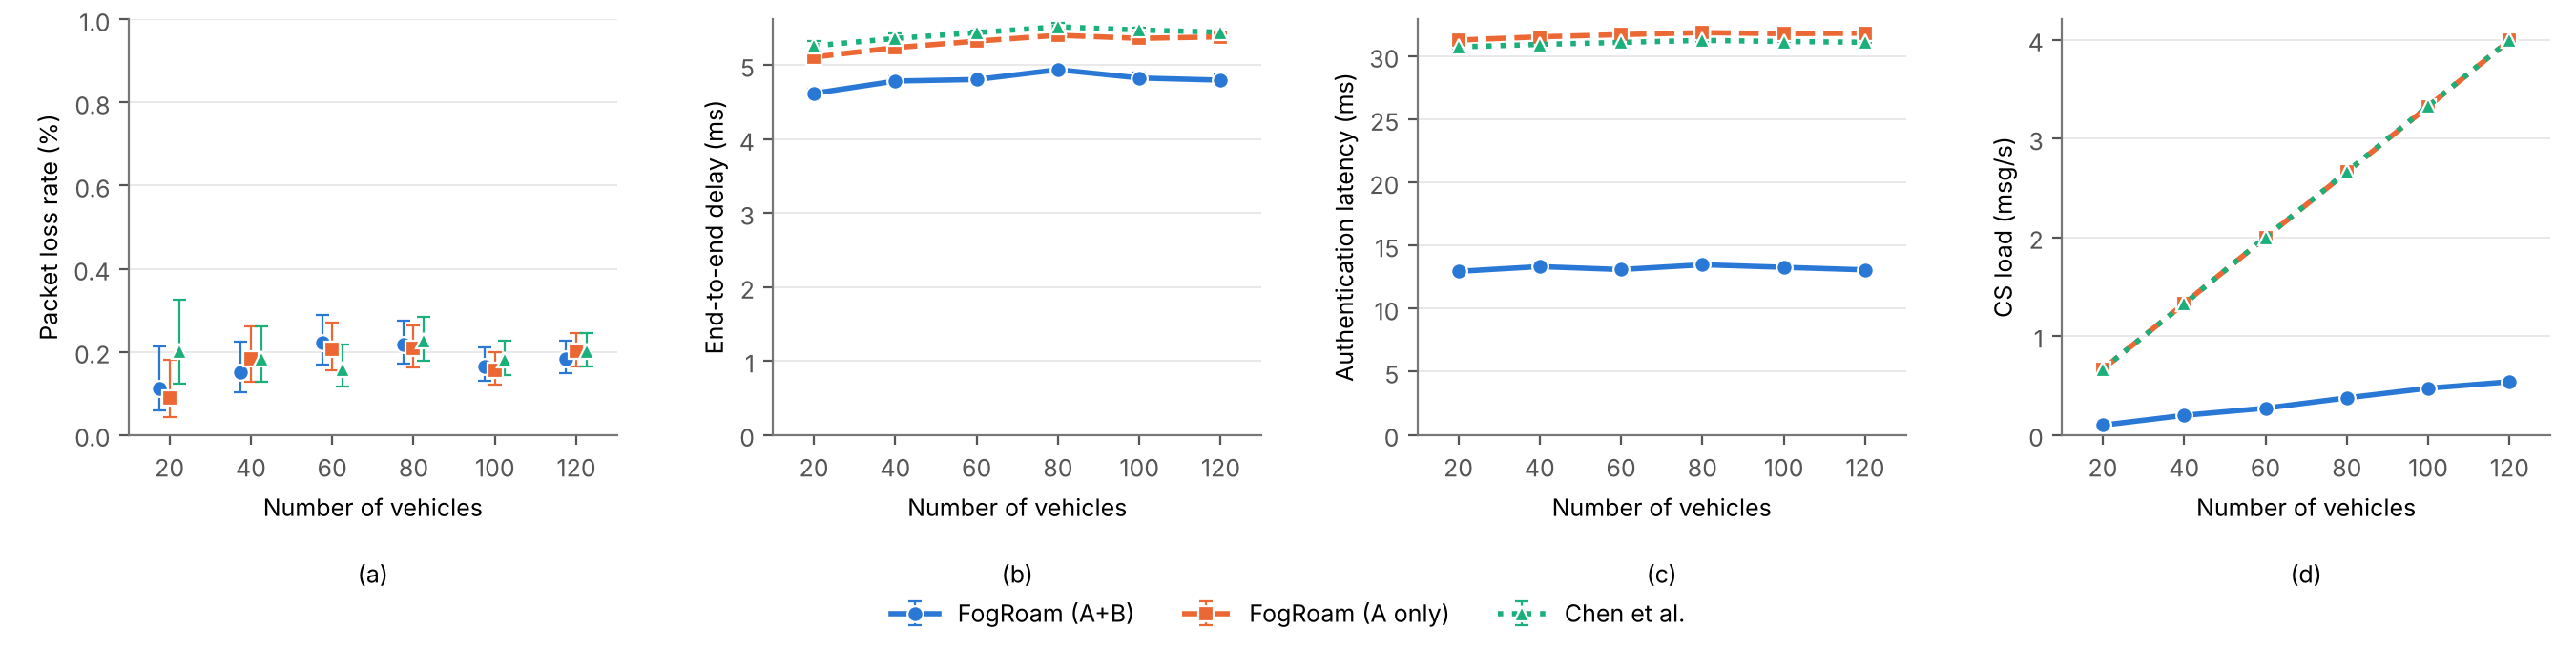 1.0
0.8
0.6
0.4
0.2
0.0
Packet loss rate (%)
20 40 60 80 100 120
Number of vehicles
(a)
5
4
3
2
1
0
End-to-end delay (ms)
20 40 60 80 100 120
Number of vehicles
(b)
30
25
20
15
10
5
0
Authentication latency (ms)
20 40 60 80 100 120
Number of vehicles
(c)
4
3
2
1
0
CS load (msg/s)
20 40 60 80 100 120
Number of vehicles
(d)
FogRoam (A+B) FogRoam (A only) Chen et al.